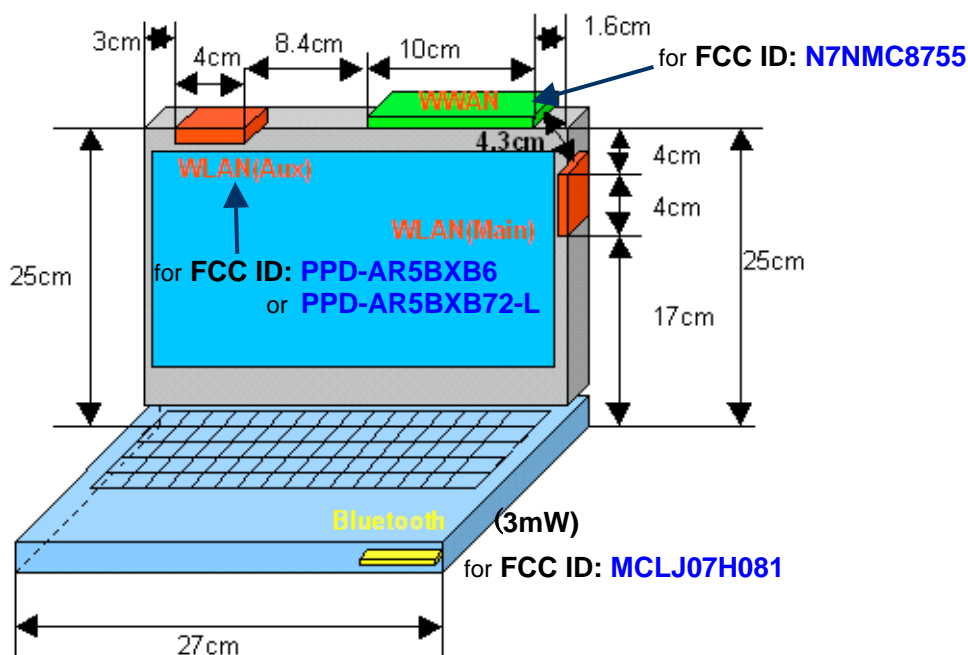 3cm
4cm
8.4cm
10cm
1.6cm
for FCC ID: N7NMC8755
WWAN
4.3cm
4cm
WLAN(Aux)
4cm
WLAN(Main)
25cm
for FCC ID: PPD-AR5BXB6
25cm
or PPD-AR5BXB72-L
17cm
Bluetooth (3mW)
for FCC ID: MCLJ07H081
27cm